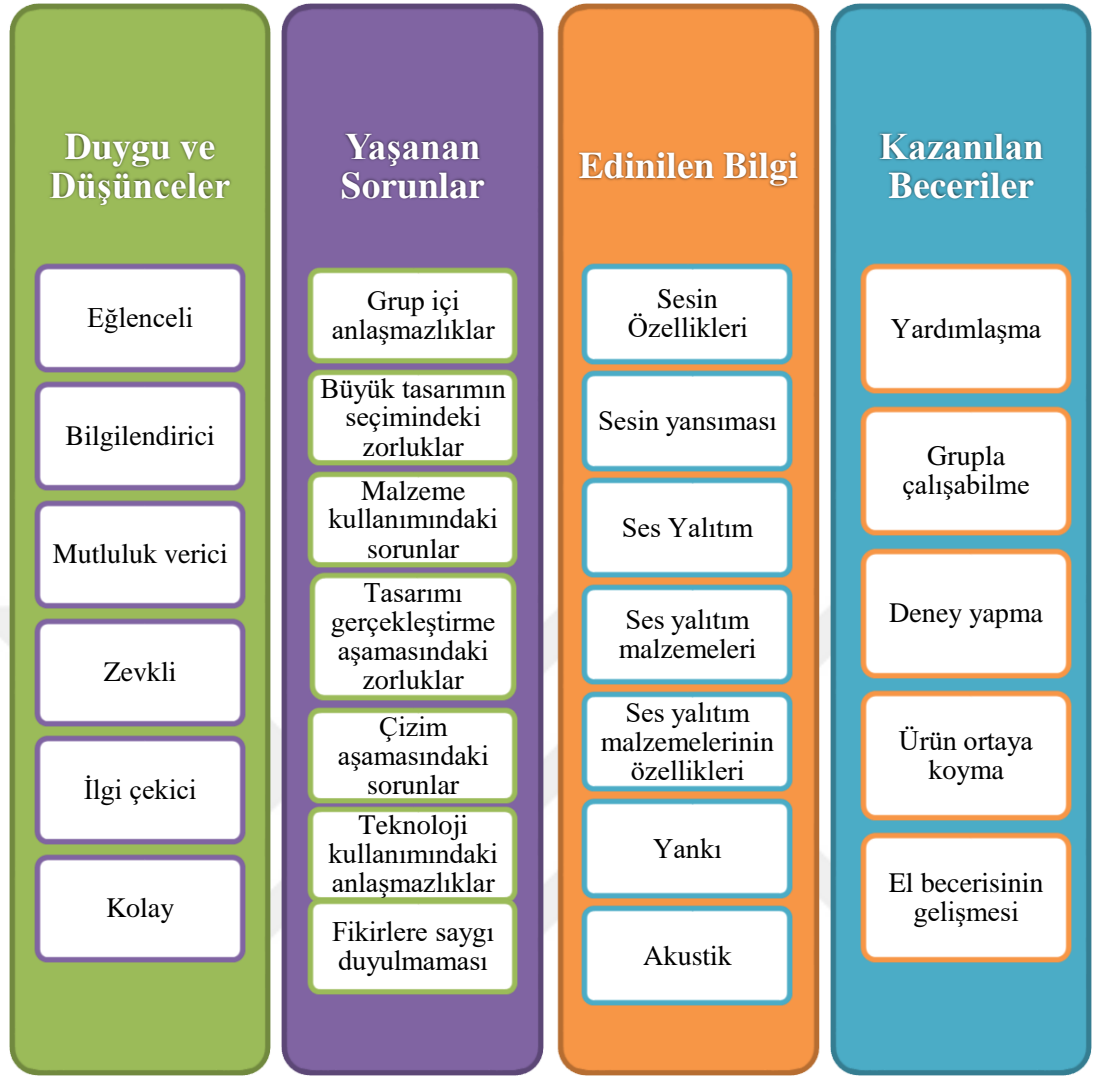 Duygu ve
Düşünceler
Eğlenceli
Bilgilendirici
Mutluluk verici
Zevkli
İlgi çekici
Kolay
Yaşanan
Sorunlar
Grup içi
anlaşmazlıklar
Büyük tasarımın
seçimindeki
zorluklar
Malzeme
kullanımındaki
sorunlar
Tasarımı
gerçekleştirme
aşamasındaki
zorluklar
Çizim
aşamasındaki
sorunlar
Teknoloji
kullanımındaki
anlaşmazlıklar
Fikirlere saygı
duyulmaması
Edinilen Bilgi
Sesin
Özellikleri
Sesin yansıması
Ses Yalıtım
Ses yalıtım
malzemeleri
Ses yalıtım
malzemelerinin
özellikleri
Yankı
Akustik
Kazanılan
Beceriler
Yardımlaşma
Grupla
çalışabilme
Deney yapma
Ürün ortaya
koyma
El becerisinin
gelişmesi